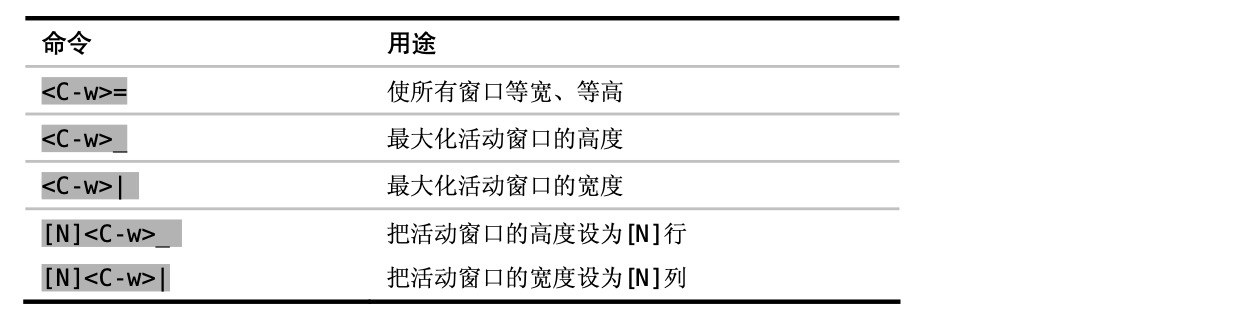 命令 用途
<C-w>= 使所有窗口等宽、等高
<C-w>_ 最大化活动窗口的高度
<C-w>| 最大化活动窗口的宽度
[N]<C-w>_ 把活动窗口的高度设为[N]行
[N]<C-w>| 把活动窗口的宽度设为[N]列